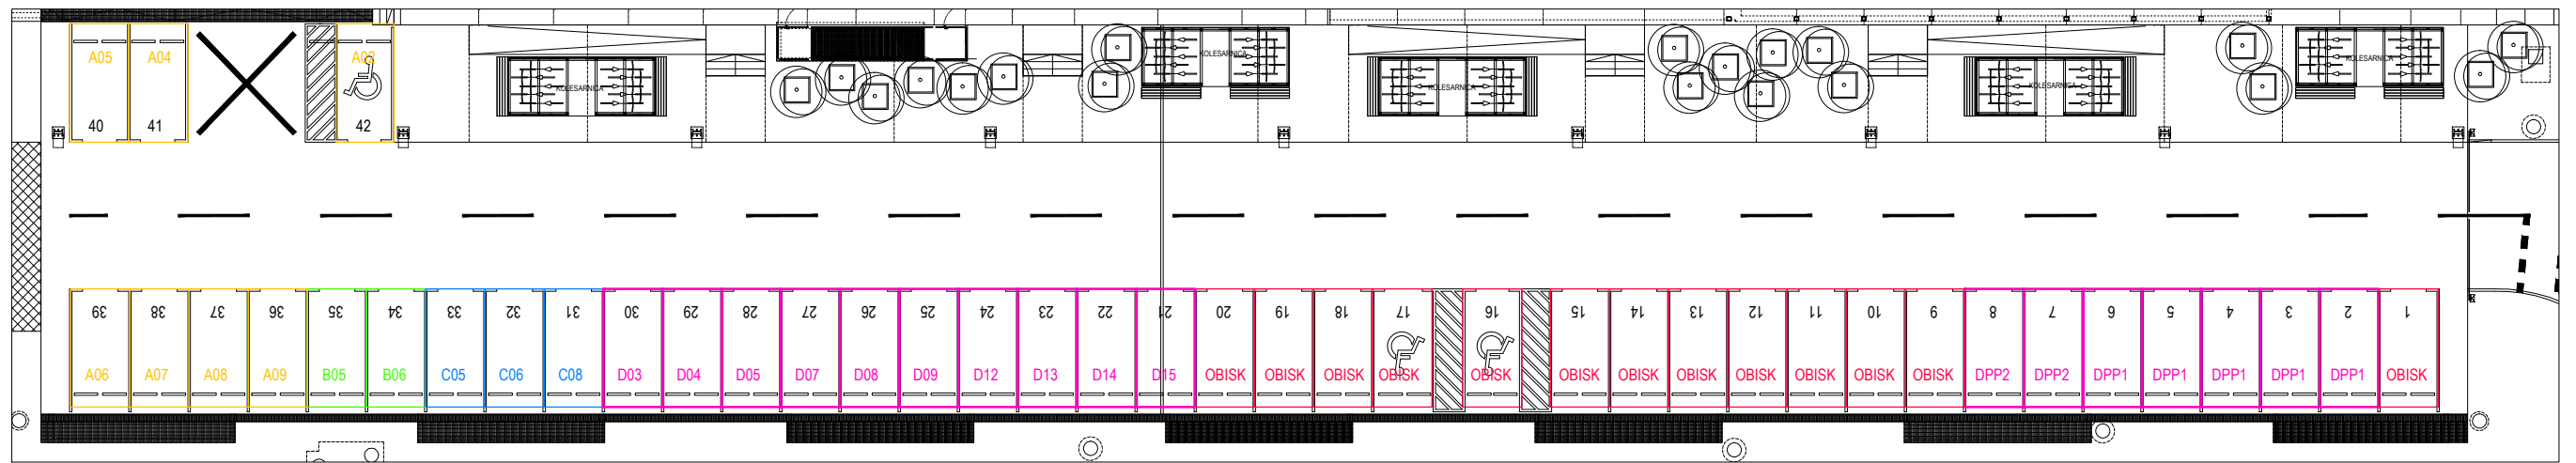 A05 A04 A02
KOLESARNICA KOLESARNICA KOLESARNICA KOLESARNICA KOLESARNICA
40 41 42
39 38 37 36 35 34 33 32 31 30 29 28 27 26 25 24 23 22 21 20 19 18 17 16 15 14 13 12 11 10 9 8 7 6 5 4 3 2 1
A06 A07 A08 A09 B05 B06 C05 C06 C08 D03 D04 D05 D07 D08 D09 D12 D13 D14 D15 OBISK OBISK OBISK OBISK OBISK OBISK OBISK OBISK OBISK OBISK OBISK OBISK DPP2 DPP2 DPP1 DPP1 DPP1 DPP1 DPP1 OBISK